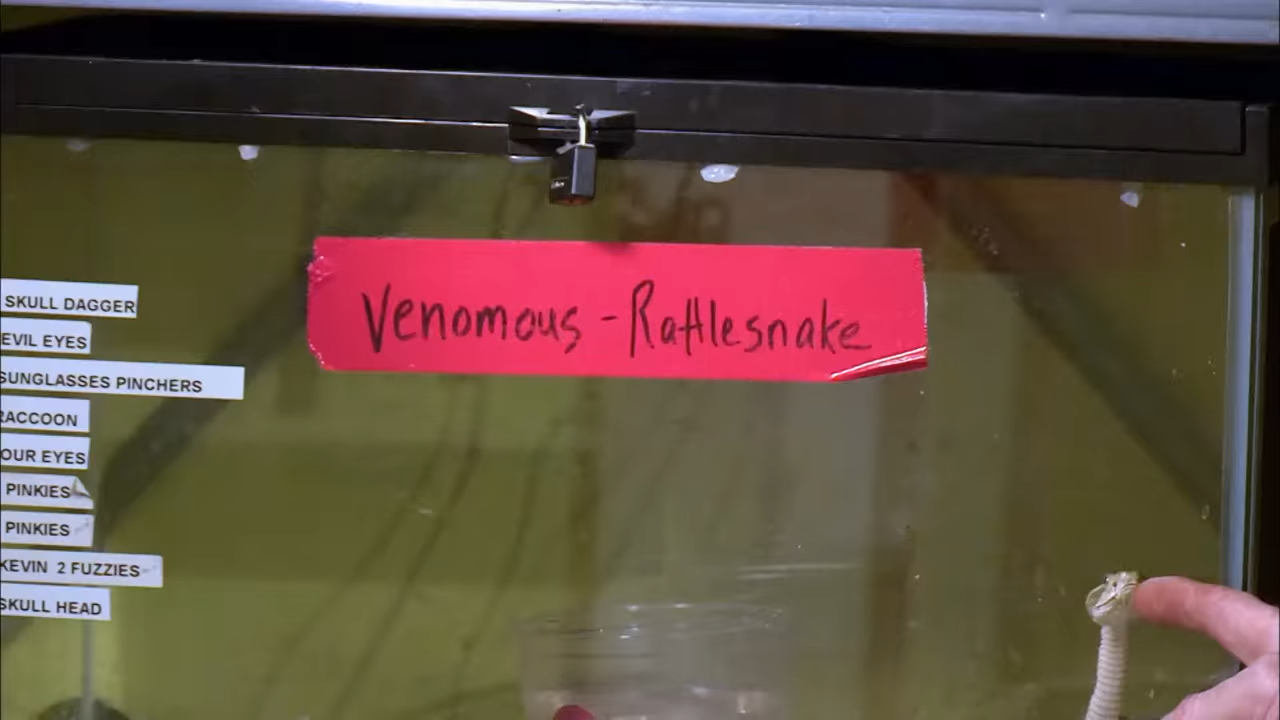 Venomous - Rattlesnake
SKULL DAGGER
EVIL EYES
SUNGLASSES PINCHERS
RACCOON
OUR EYES
PINKIES
PINKIES
KEVIN 2 FUZZIES
SKULL HEAD